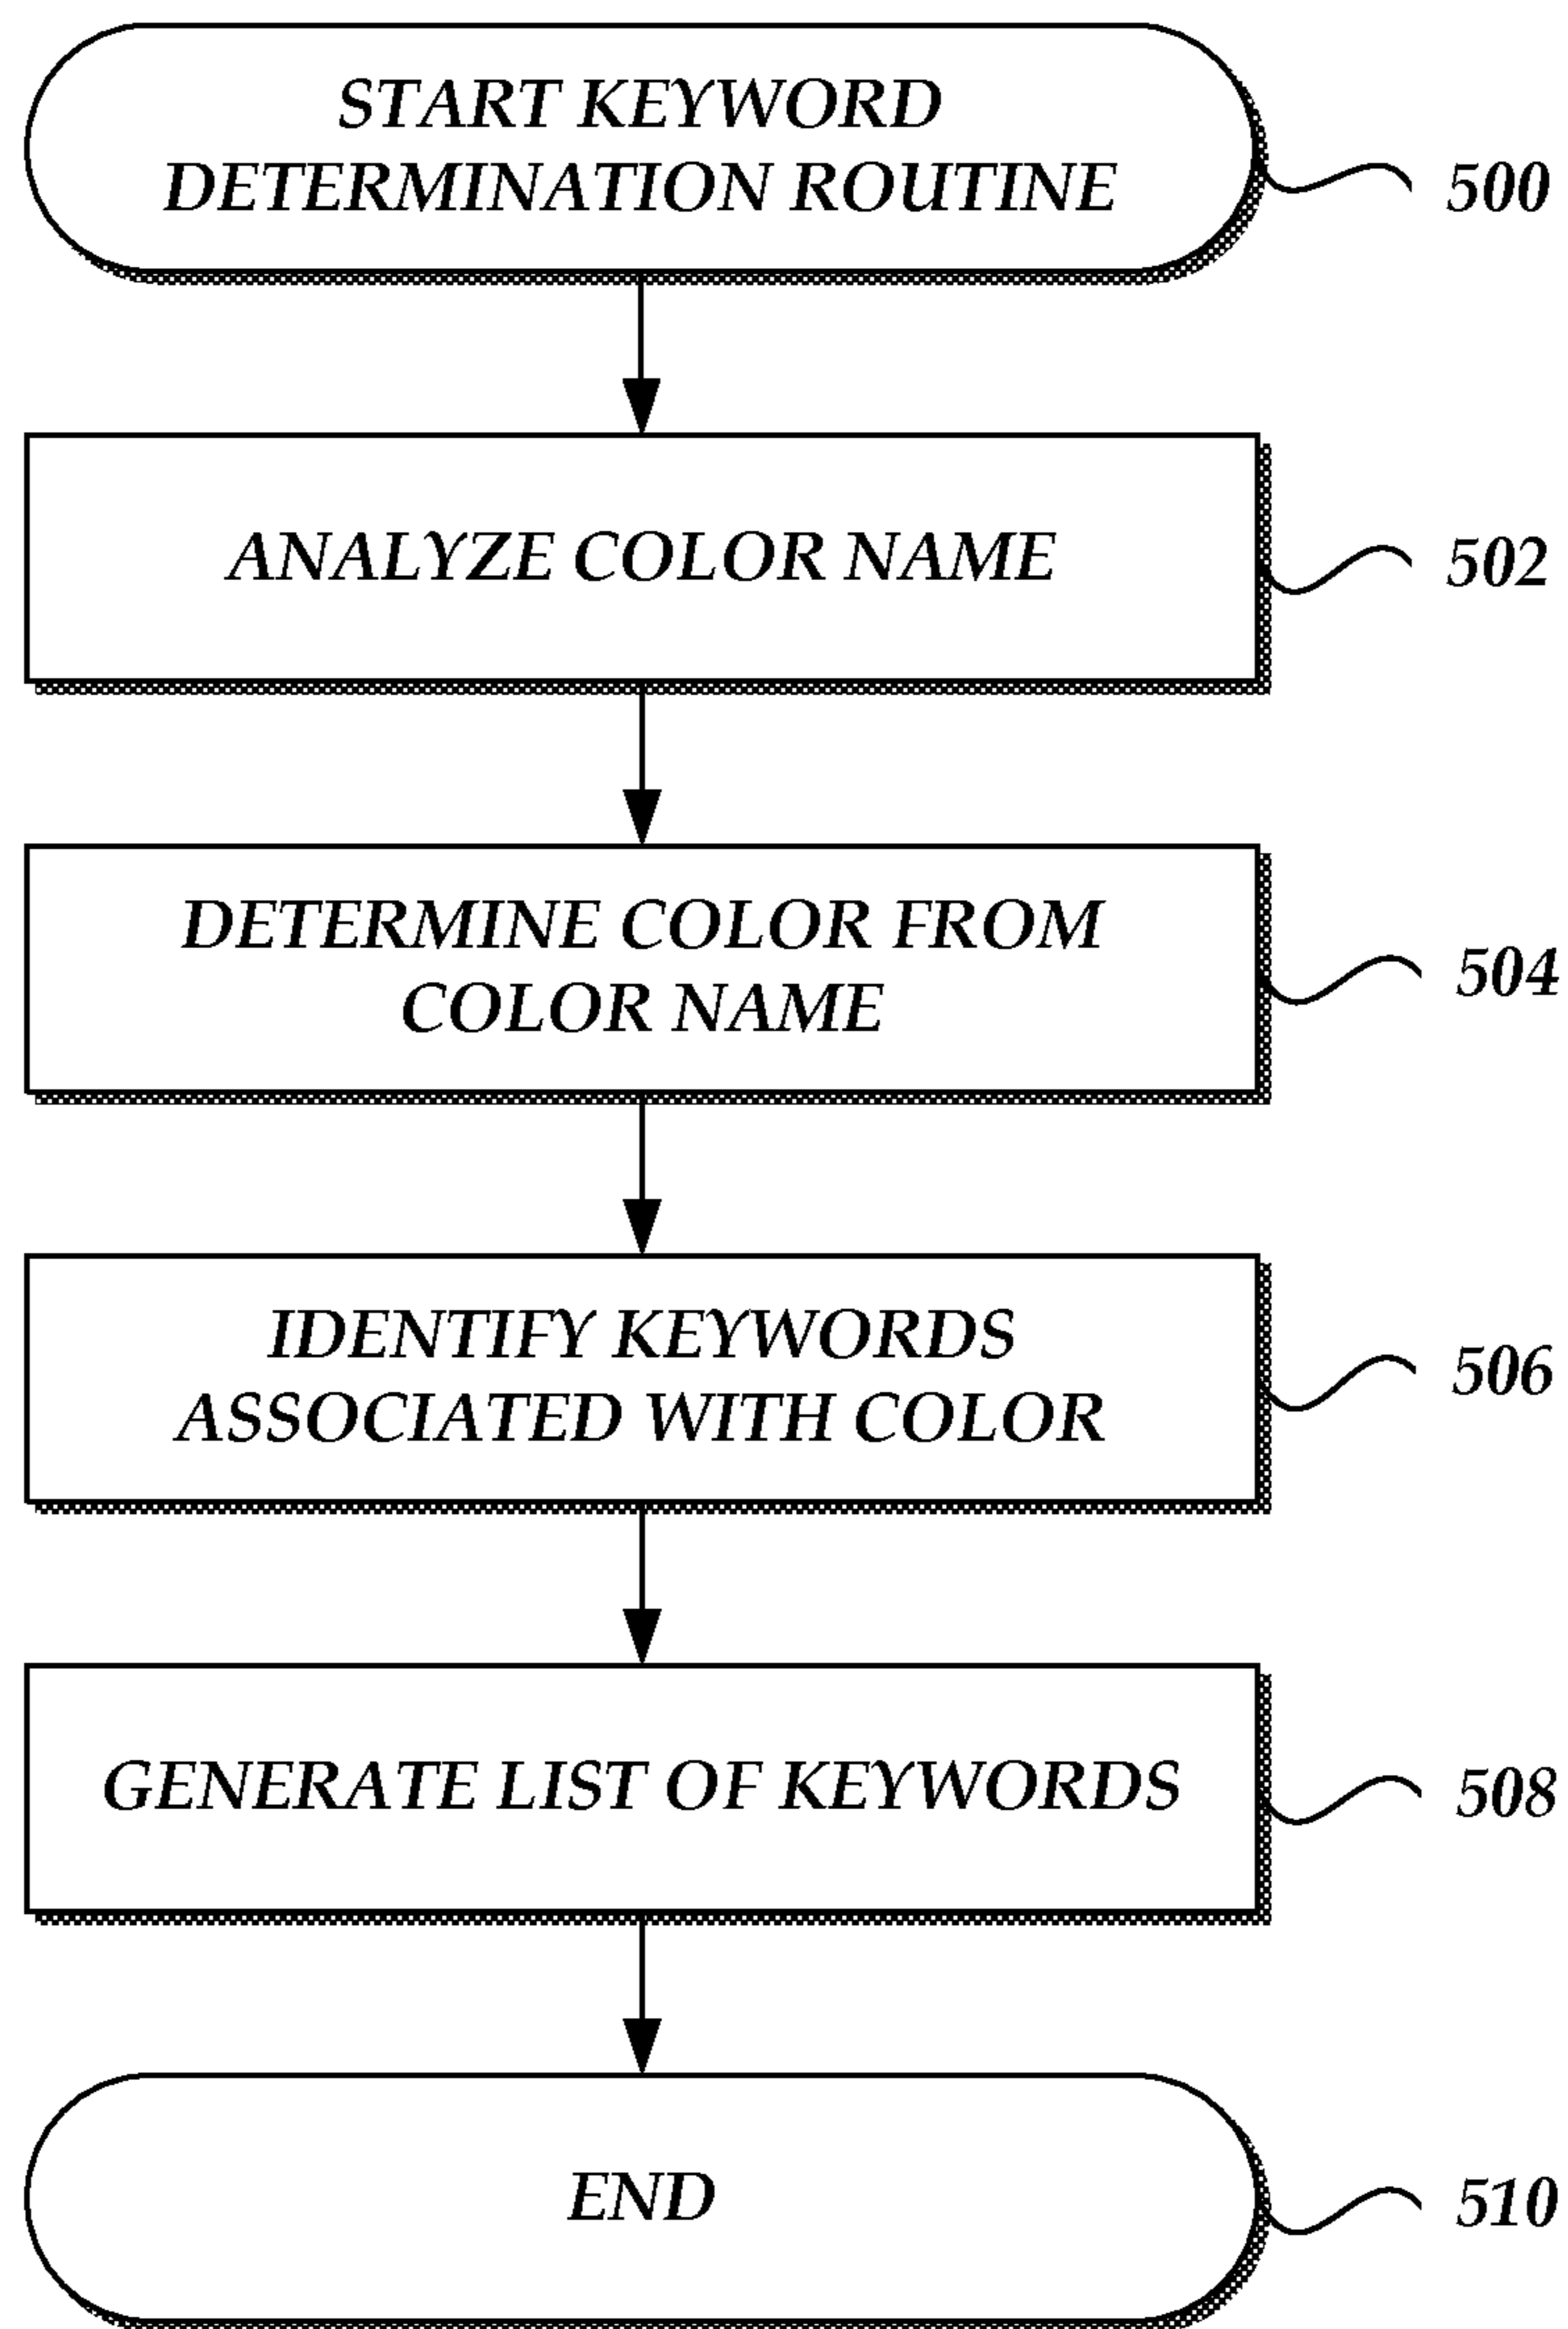 START KEYWORD
DETERMINATION ROUTINE
500
ANALYZE COLOR NAME
502
DETERMINE COLOR FROM
COLOR NAME
504
IDENTIFY KEYWORDS
ASSOCIATED WITH COLOR
506
GENERATE LIST OF KEYWORDS
508
END
510